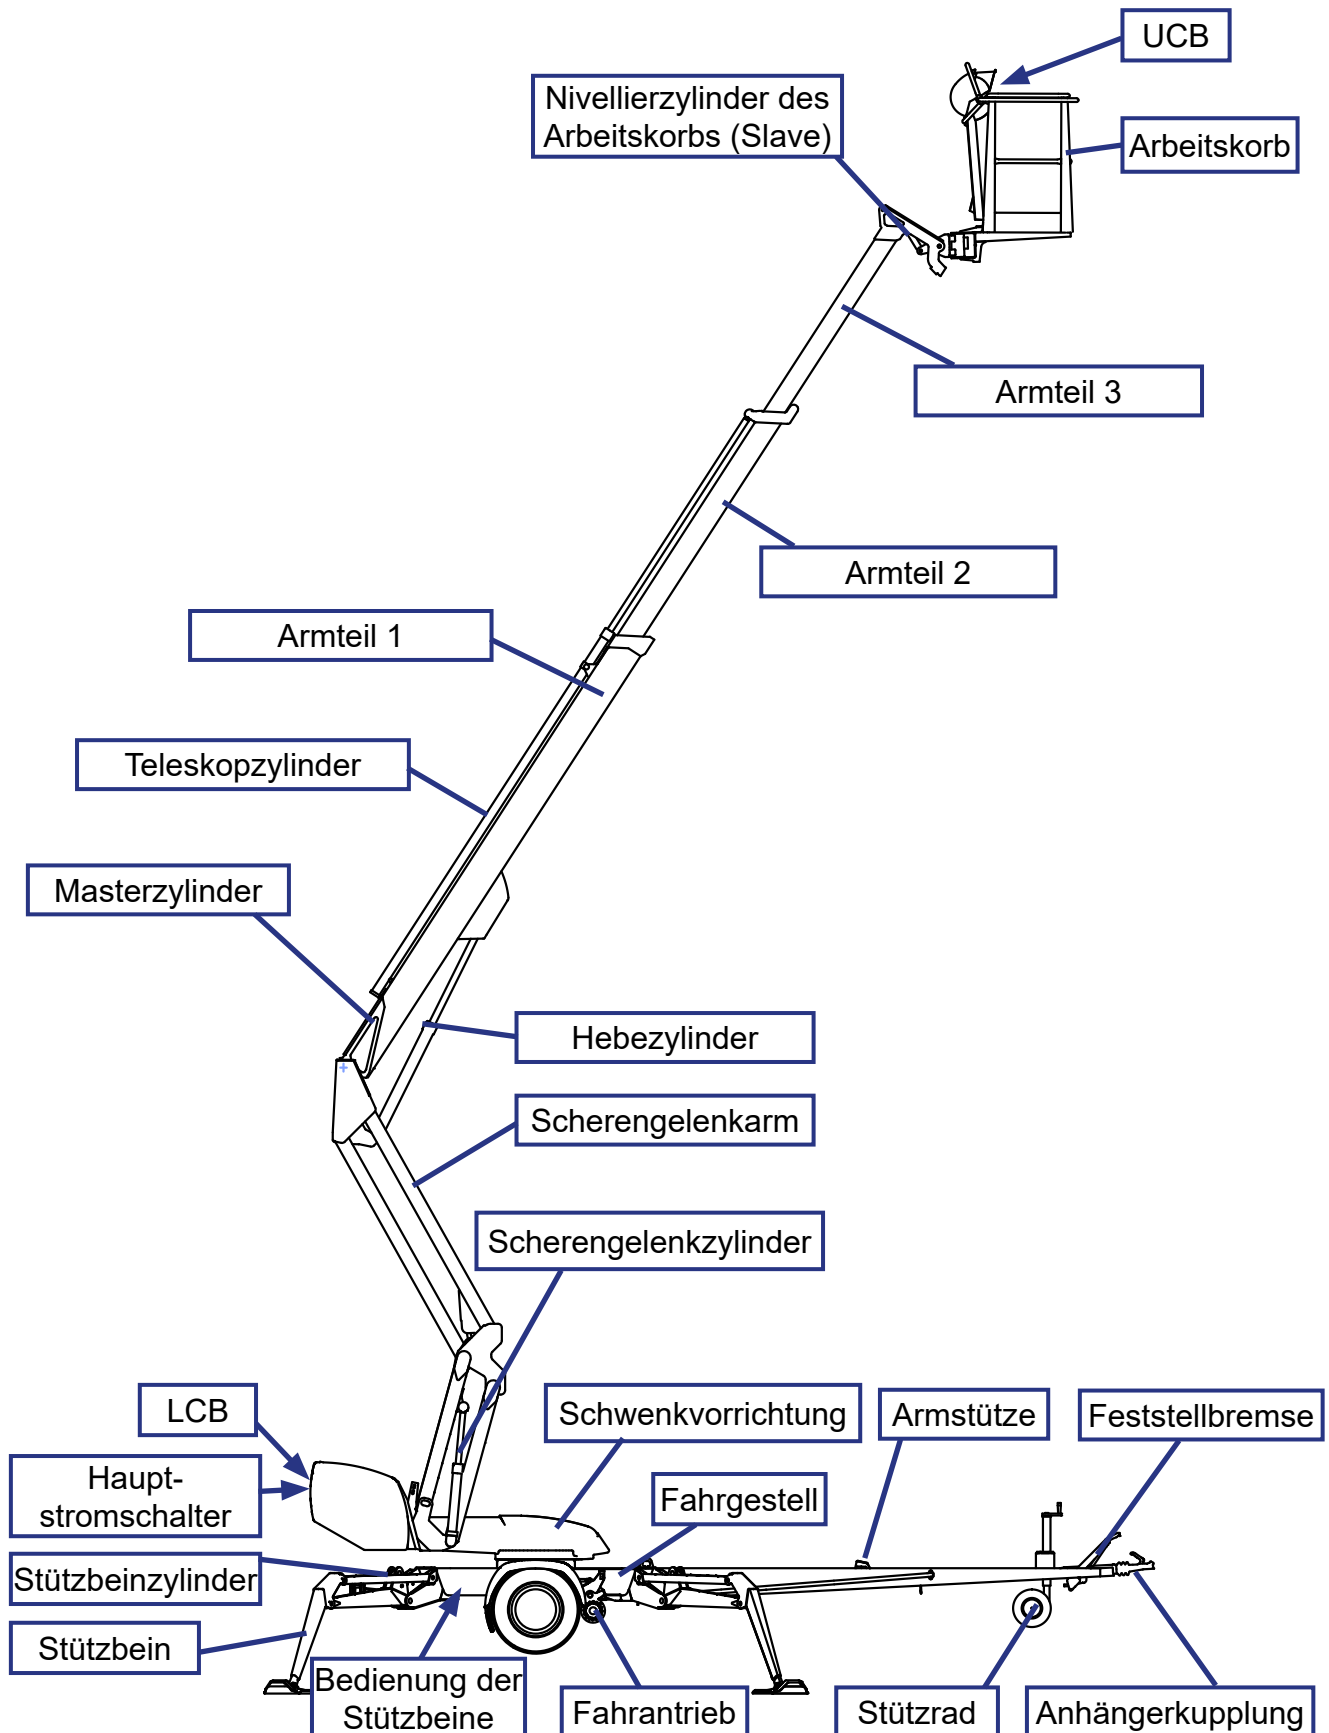 UCB
Nivellierzylinder des
Arbeitskorbs (Slave)
Arbeitskorb
Armteil 3
Armteil 2
Armteil 1
Teleskopzylinder
Masterzylinder
Hebezylinder
Scherengelenkarm
Scherengelenkzylinder
LCB
Schwenkvorrichtung
Armstütze
Feststellbremse
Haupt-
stromschalter
Fahrgestell
Stützbeinzylinder
Stützbein
Bedienung der
Stützbeine
Fahrantrieb
Stützrad
Anhängerkupplung